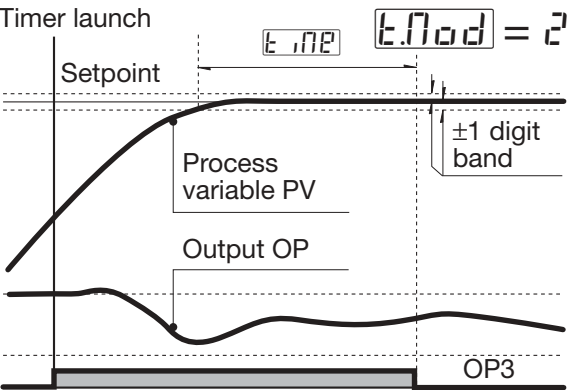 Timer launch
t.iME
t.Mod = 2
Setpoint
±1 digit
band
Process
variable PV
Output OP
OP3